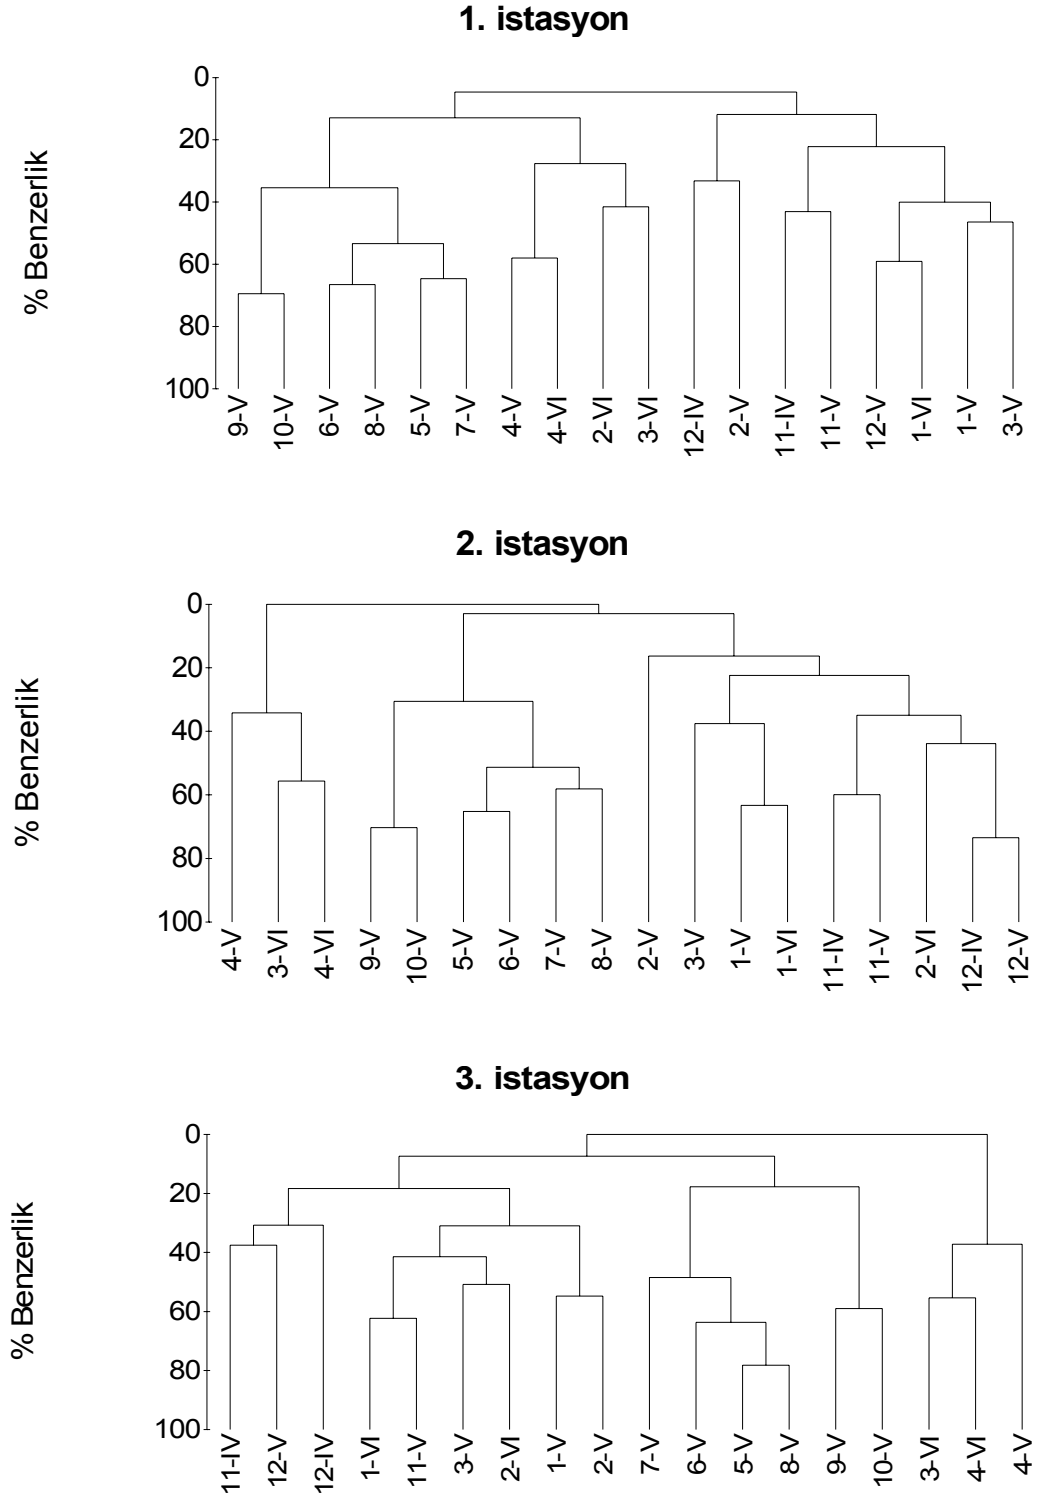 1. istasyon
% Benzerlik
0
20
40
60
80
100
9-V 10-V 6-V 8-V 5-V 7-V 4-V 4-VI 2-VI 3-VI 12-IV 2-V 11-IV 11-V 12-V 1-VI 1-V 3-V
2. istasyon
% Benzerlik
0
20
40
60
80
100
4-V 3-VI 4-VI 9-V 10-V 5-V 6-V 7-V 8-V 2-V 3-V 1-V 1-VI 11-IV 11-V 2-VI 12-IV 12-V
3. istasyon
% Benzerlik
0
20
40
60
80
100
11-IV 12-V 12-IV 1-VI 11-V 3-V 2-VI 1-V 2-V 7-V 6-V 5-V 8-V 9-V 10-V 3-VI 4-VI 4-V